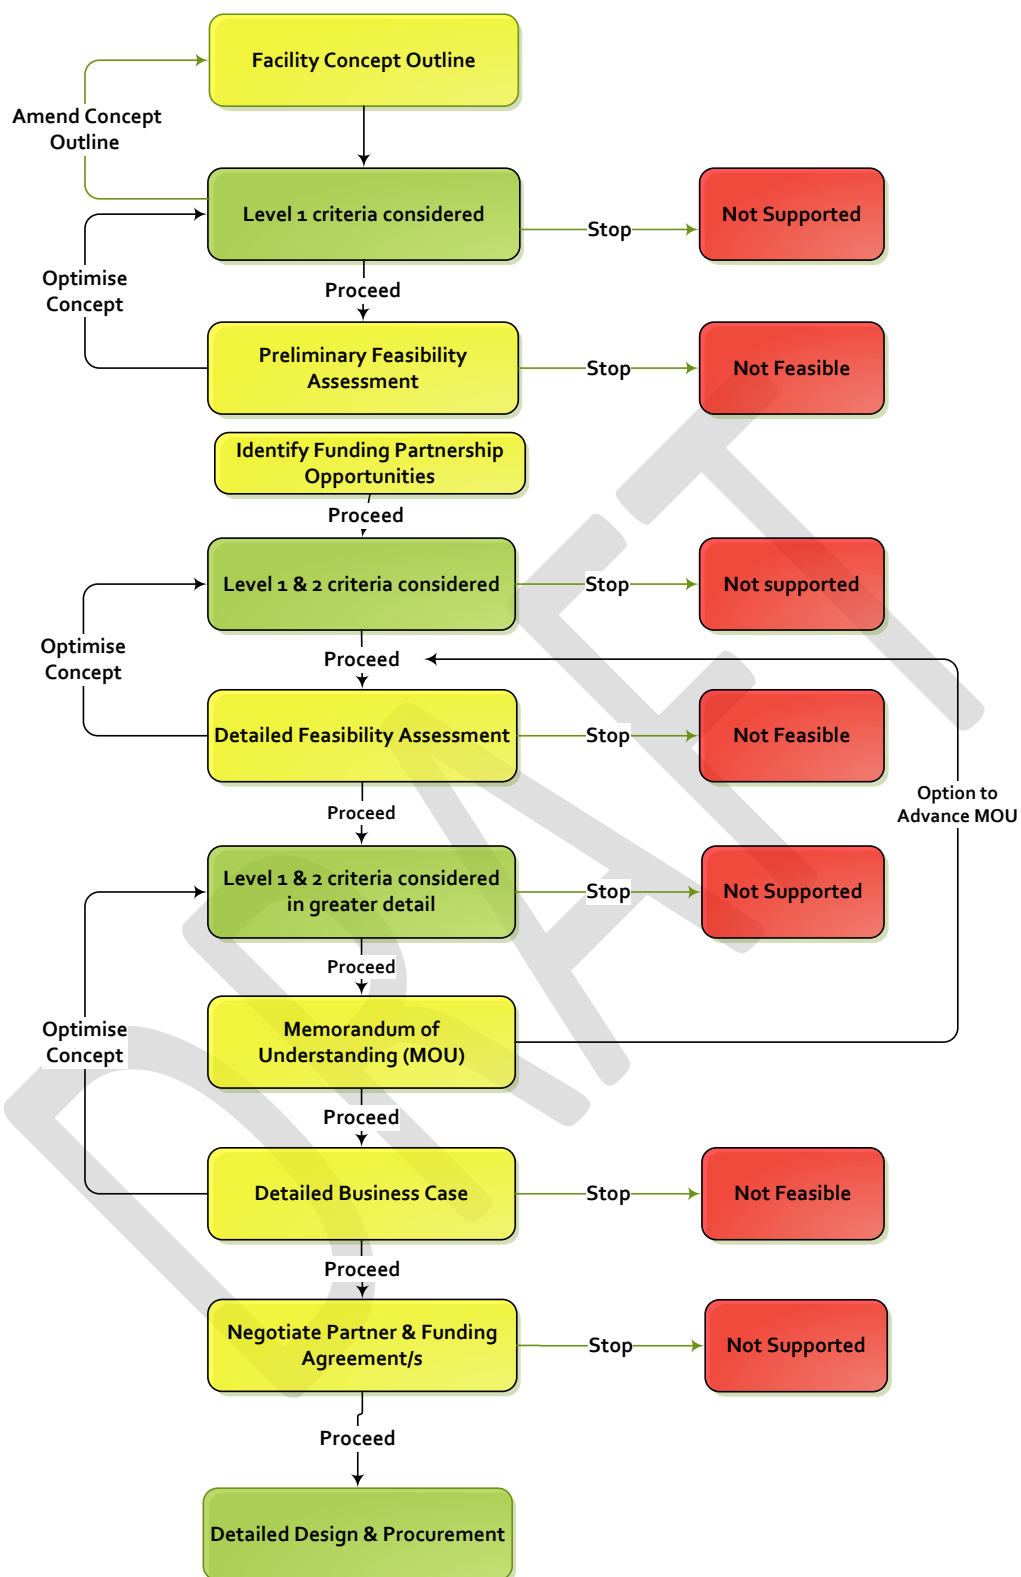 Facility Concept Outline
Amend Concept
Outline
Level 1 criteria considered
Stop
Not Supported
Optimise
Concept
Proceed
Preliminary Feasibility
Assessment
Stop
Not Feasible
Identify Funding Partnership
Opportunities
Proceed
Level 1 & 2 criteria considered
Stop
Not supported
Optimise
Concept
Proceed
Detailed Feasibility Assessment
Stop
Not Feasible
Option to
Advance MOU
Proceed
Level 1 & 2 criteria considered
in greater detail
Stop
Not Supported
Proceed
Optimise
Concept
Memorandum of
Understanding (MOU)
Proceed
Detailed Business Case
Stop
Not Feasible
Proceed
Negotiate Partner & Funding
Agreement/s
Stop
Not Supported
Proceed
Detailed Design & Procurement
DRAFT